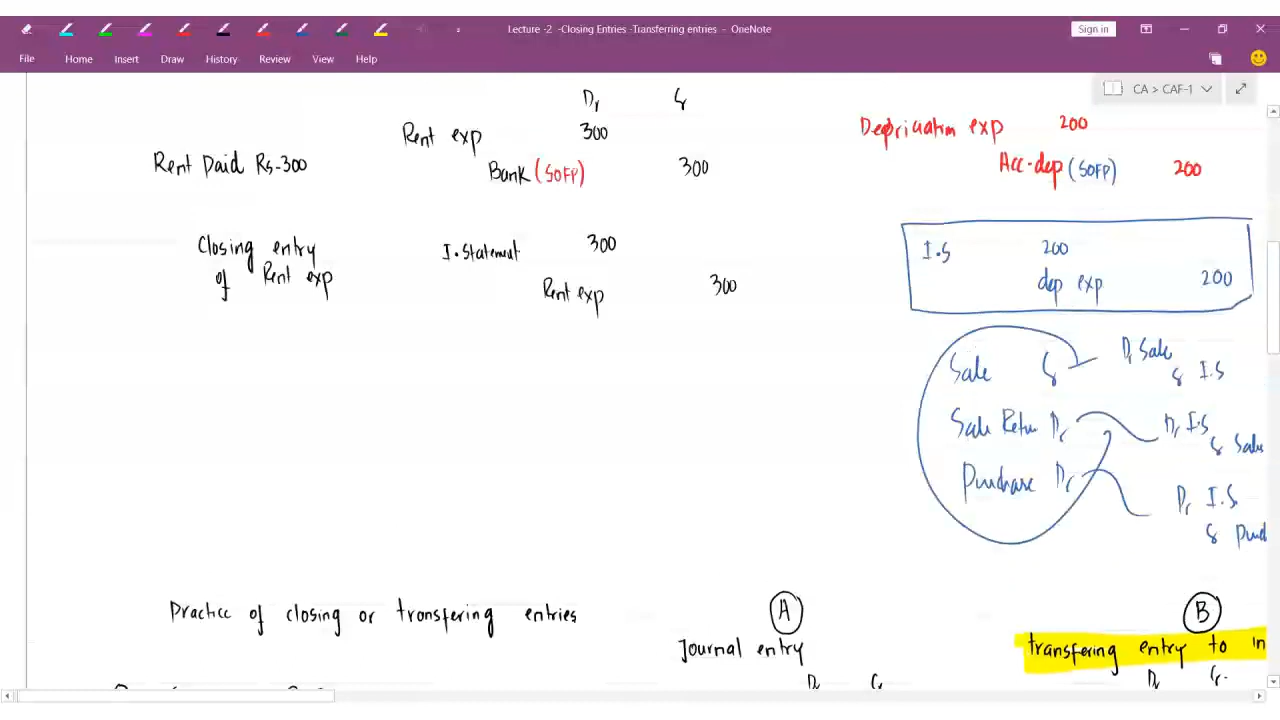 Lecture -2 -Closing Entries -Transferring entries - OneNote
Sign in
File Home Insert Draw History Review View Help
CA > CAF-1
Dr Cr
Rent exp 300
Rent Paid Rs-300
Bank (SOFP) 300
Closing entry
of Rent exp
I.Statement 300
Rent exp 300
Depriciation exp 200
Acc-dep (SOFP) 200
I.S 200
dep exp 200
Sale Cr
Dr Sale
Cr I.S
Sale Retur Dr
Dr I.S
Cr Sale
Purchase Dr
Dr I.S.
Cr Purc
Practice of closing or transfering entries
A
Journal entry
Dr Cr
B
transfering entry to in
Dr Cr-